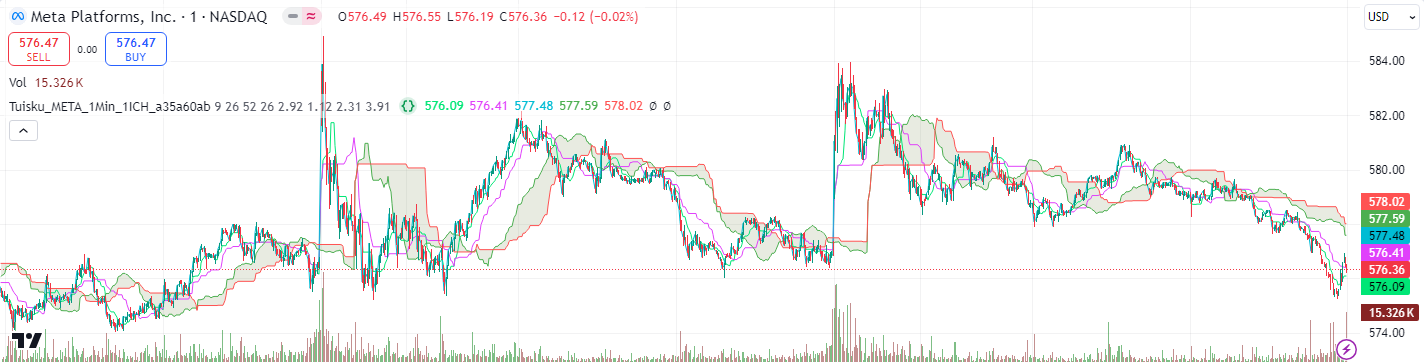 Meta Platforms, Inc. · 1 · NASDAQ O576.49 H576.55 L576.19 C576.36 −0.12 (−0.02%)
USD
576.47 0.00 576.47
SELL BUY
Vol 15.326 K
Tuisku_META_1Min_1ICH_a35a60ab 9 26 52 26 2.92 1.12 2.31 3.91 {} 576.09 576.41 577.48 577.59 578.02 Ø Ø
584.00
582.00
580.00
578.02
577.59
577.48
576.41
576.36
576.09
15.326 K
574.00